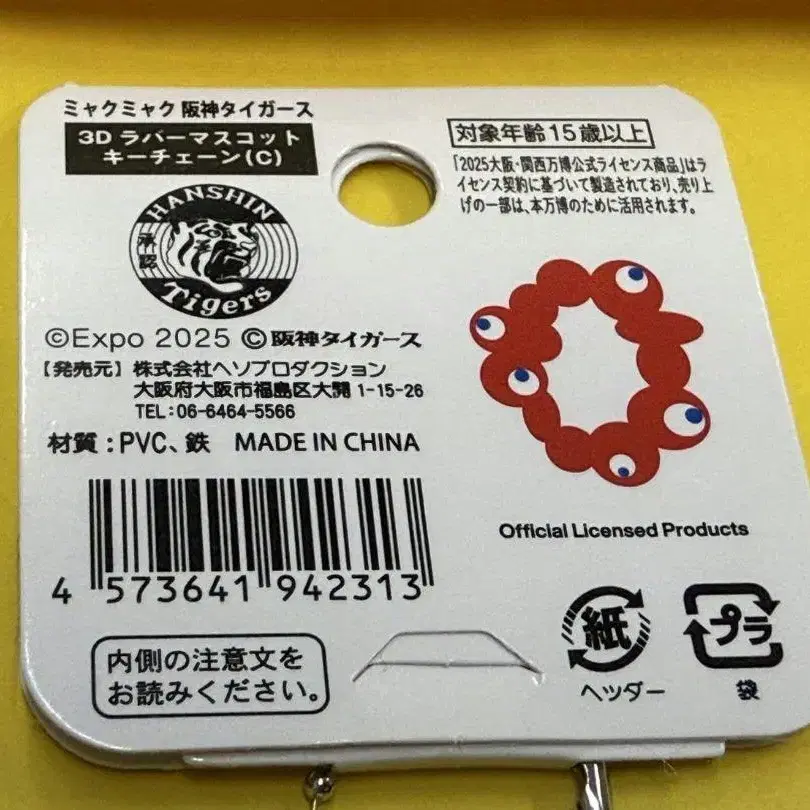 ミャクミャク 阪神タイガース
3D ラバーマスコット
キーチェーン(C)
HANSHIN
承認
Tigers
©Expo 2025 © 阪神タイガース
【発売元】株式会社ヘソプロダクション
大阪府大阪市福島区大開 1-15-26
TEL:06-6464-5566
材質:PVC、鉄 MADE IN CHINA
4 573641 942313
内側の注意文を
お読みください。
対象年齢15歳以上
「2025大阪・関西万博公式ライセンス商品」はラ
イセンス契約に基づいて製造されており、売り上
げの一部は、本万博のために活用されます。
Official Licensed Products
紙
ヘッダー
プラ
袋